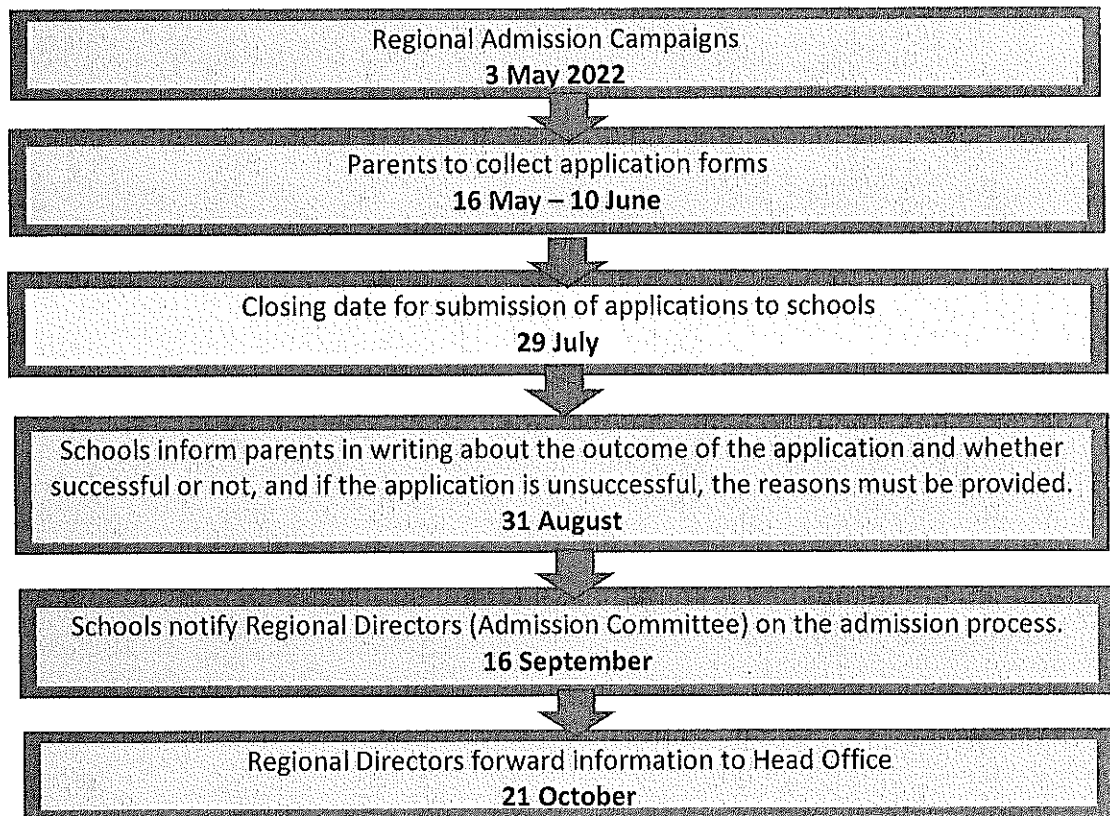 Regional Admission Campaigns
3 May 2022
Parents to collect application forms
16 May – 10 June
Closing date for submission of applications to schools
29 July
Schools inform parents in writing about the outcome of the application and whether
successful or not, and if the application is unsuccessful, the reasons must be provided.
31 August
Schools notify Regional Directors (Admission Committee) on the admission process.
16 September
Regional Directors forward information to Head Office
21 October